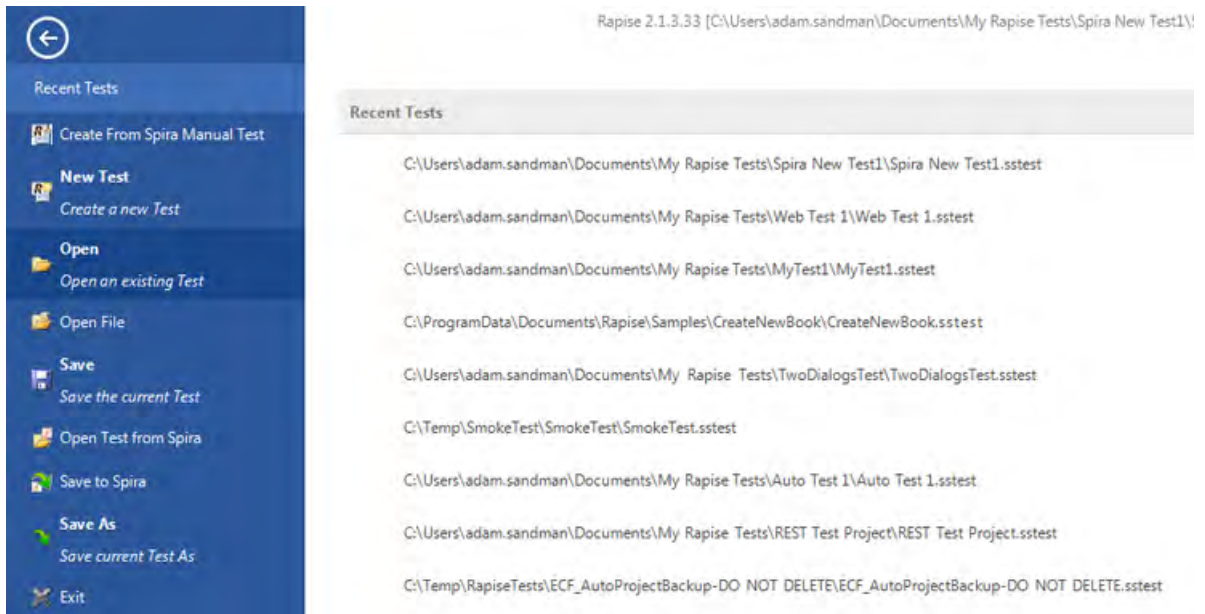 Rapise 2.1.3.33 [C:\Users\adam.sandman\Documents\My Rapise Tests\Spira New Test1\S
Recent Tests
Create From Spira Manual Test
New Test
Create a new Test
Open
Open an existing Test
Open File
Save
Save the current Test
Open Test from Spira
Save to Spira
Save As
Save current Test As
Exit
Recent Tests
C:\Users\adam.sandman\Documents\My Rapise Tests\Spira New Test1\Spira New Test1.sstest
C:\Users\adam.sandman\Documents\My Rapise Tests\Web Test 1\Web Test 1.sstest
C:\Users\adam.sandman\Documents\My Rapise Tests\MyTest1\MyTest1.sstest
C:\ProgramData\Documents\Rapise\Samples\CreateNewBook\CreateNewBook.sstest
C:\Users\adam.sandman\Documents\My Rapise Tests\TwoDialogsTest\TwoDialogsTest.sstest
C:\Temp\SmokeTest\SmokeTest\SmokeTest.sstest
C:\Users\adam.sandman\Documents\My Rapise Tests\Auto Test 1\Auto Test 1.sstest
C:\Users\adam.sandman\Documents\My Rapise Tests\REST Test Project\REST Test Project.sstest
C:\Temp\RapiseTests\ECF_AutoProjectBackup-DO NOT DELETE\ECF_AutoProjectBackup-DO NOT DELETE.sstest